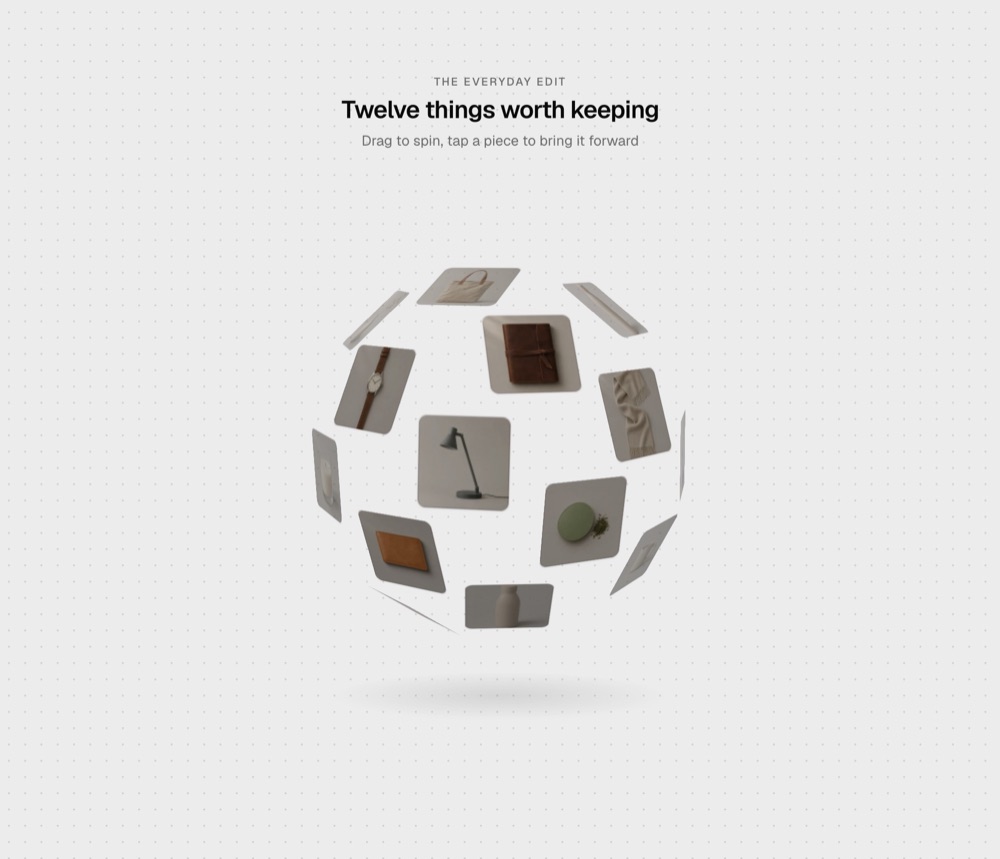 THE EVERYDAY EDIT
Twelve things worth keeping
Drag to spin, tap a piece to bring it forward